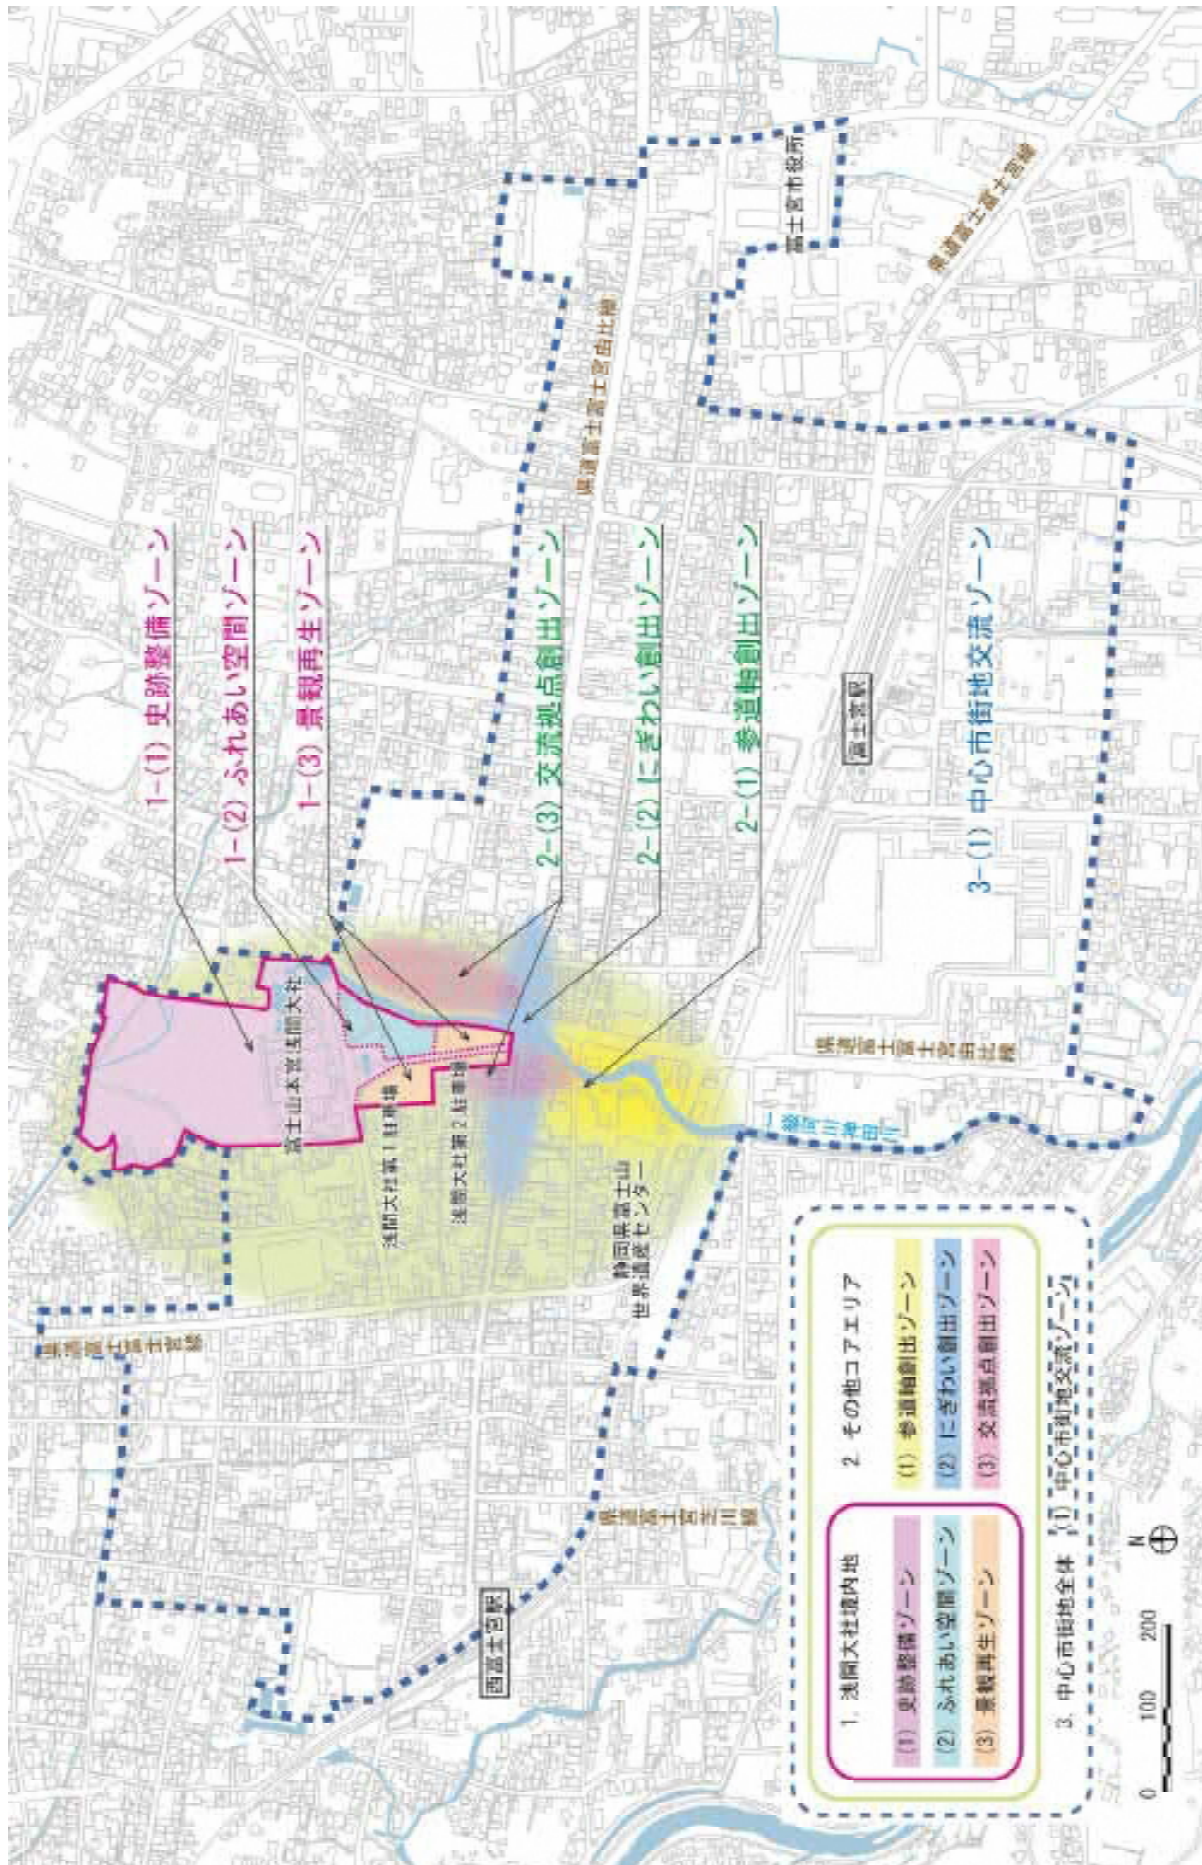 1-(1) 史跡整備ゾーン
1-(2) ふれあい空間ゾーン
1-(3) 景観再生ゾーン
2-(3) 交流拠点創出ゾーン
2-(2) にぎわい創出ゾーン
2-(1) 参道軸創出ゾーン
3-(1) 中心市街地交流ゾーン
富士山本宮浅間大社
浅間大社第1駐車場
浅間大社第2駐車場
静岡県富士山
世界遺産センター
富士宮市役所
富士宮駅
西富士宮駅
県道富士富士宮由比線
県道富士富士宮線
県道富士富士宮由比線
県道富士富士宮線
県道富士宮芝川線
一級河川神田川
1. 浅間大社境内地
(1) 史跡整備ゾーン
(2) ふれあい空間ゾーン
(3) 景観再生ゾーン
2. その他コアエリア
(1) 参道軸創出ゾーン
(2) にぎわい創出ゾーン
(3) 交流拠点創出ゾーン
3. 中心市街地全体 (1) 中心市街地交流ゾーン
0 100 200
N